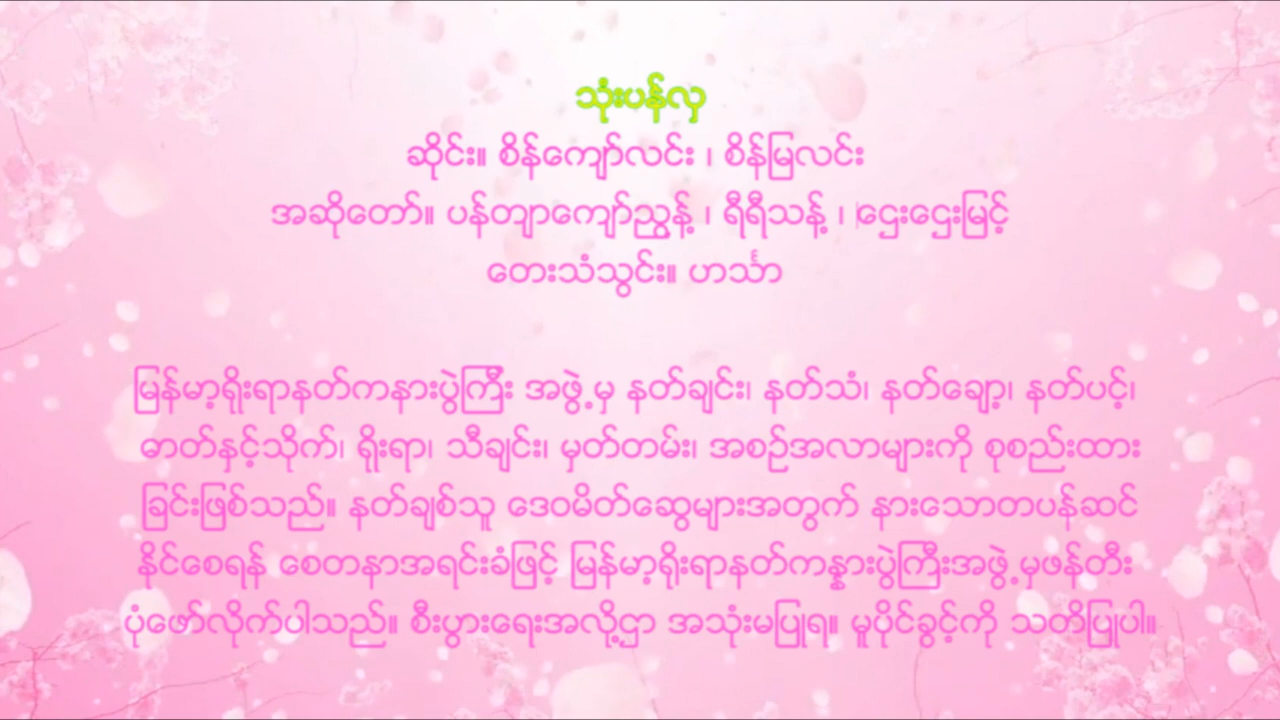 သုံးပန်လှ
ဆိုင်း။ စိန်ကျော်လင်း ၊ စိန်မြလင်း
အဆိုတော်။ ပန်တျာကျော်ညွန့် ၊ ရီရီသန့် ၊ ဌေးဌေးမြင့်
တေးသံသွင်း။ ဟင်္သာ
မြန်မာ့ရိုးရာနတ်ကနားပွဲကြီး အဖွဲ့မှ နတ်ချင်း၊ နတ်သံ၊ နတ်ချော့၊ နတ်ပင့်၊
ဓာတ်နှင့်သိုက်၊ ရိုးရာ၊ သီချင်း၊ မှတ်တမ်း၊ အစဉ်အလာများကို စုစည်းထား
ခြင်းဖြစ်သည်။ နတ်ချစ်သူ ဒေဝမိတ်ဆွေများအတွက် နားသောတပန်ဆင်
နိုင်စေရန် စေတနာအရင်းခံဖြင့် မြန်မာ့ရိုးရာနတ်ကန္နားပွဲကြီးအဖွဲ့မှဖန်တီး
ပုံဖော်လိုက်ပါသည်။ စီးပွားရေးအလို့ဌာ အသုံးမပြုရ။ မူပိုင်ခွင့်ကို သတိပြုပါ။